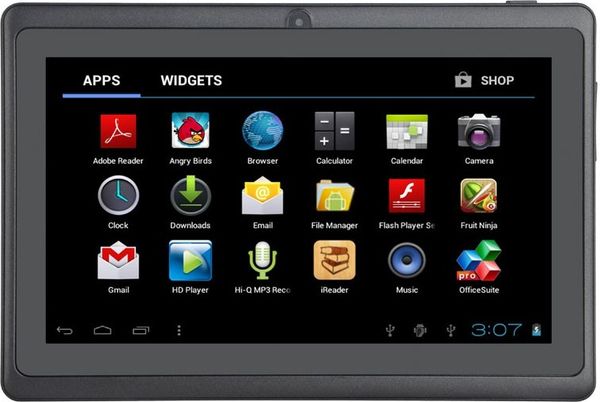 APPS WIDGETS SHOP
Adobe Reader Angry Birds Browser Calculator Calendar Camera
Clock Downloads Email File Manager Flash Player Se Fruit Ninja
Gmail HD Player Hi-Q MP3 Reco iReader Music OfficeSuite
pro
3:07